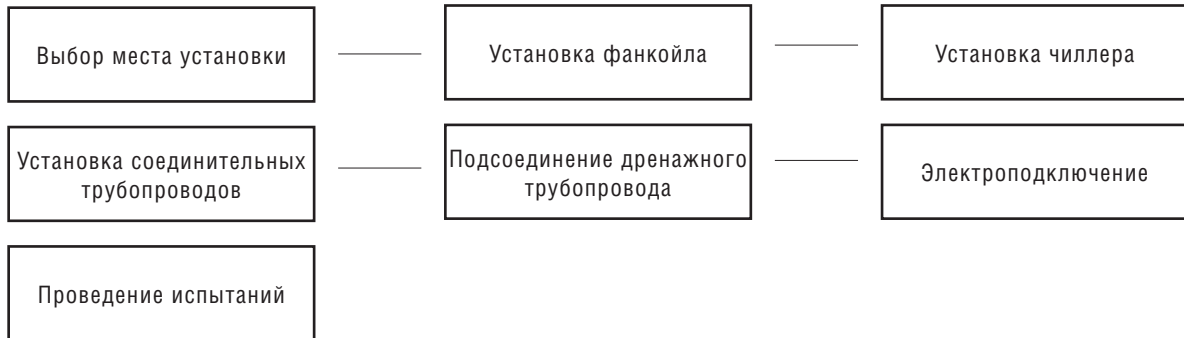 Выбор места установки
Установка фанкойла
Установка чиллера
Установка соединительных
трубопроводов
Подсоединение дренажного
трубопровода
Электроподключение
Проведение испытаний